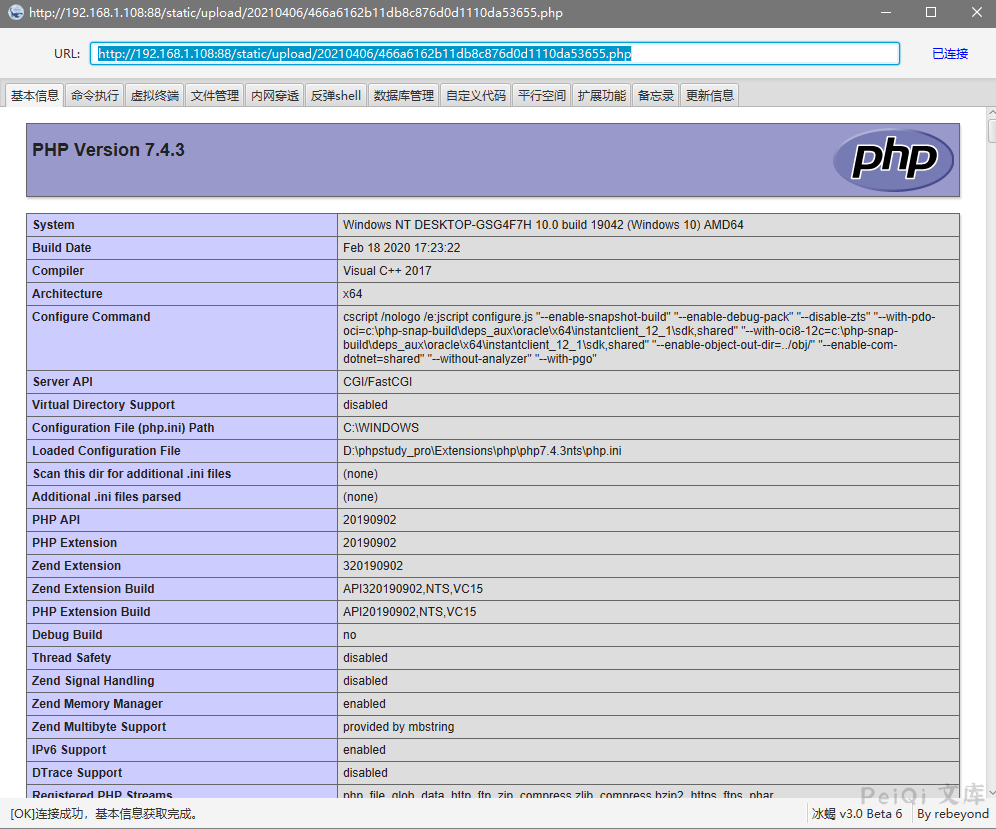 http://192.168.1.108:88/static/upload/20210406/466a6162b11db8c876d0d1110da53655.php
URL: http://192.168.1.108:88/static/upload/20210406/466a6162b11db8c876d0d1110da53655.php 已连接
基本信息 命令执行 虚拟终端 文件管理 内网穿透 反弹shell 数据库管理 自定义代码 平行空间 扩展功能 备忘录 更新信息
PHP Version 7.4.3 php
System Windows NT DESKTOP-GSG4F7H 10.0 build 19042 (Windows 10) AMD64
Build Date Feb 18 2020 17:23:22
Compiler Visual C++ 2017
Architecture x64
Configure Command cscript /nologo /e:jscript configure.js "--enable-snapshot-build" "--enable-debug-pack" "--disable-zts" "--with-pdo-
oci=c:\php-snap-build\deps_aux\oracle\x64\instantclient_12_1\sdk,shared" "--with-oci8-12c=c:\php-snap-
build\deps_aux\oracle\x64\instantclient_12_1\sdk,shared" "--enable-object-out-dir=../obj/" "--enable-com-
dotnet=shared" "--without-analyzer" "--with-pgo"
Server API CGI/FastCGI
Virtual Directory Support disabled
Configuration File (php.ini) Path C:\WINDOWS
Loaded Configuration File D:\phpstudy_pro\Extensions\php\php7.4.3nts\php.ini
Scan this dir for additional .ini files (none)
Additional .ini files parsed (none)
PHP API 20190902
PHP Extension 20190902
Zend Extension 320190902
Zend Extension Build API320190902,NTS,VC15
PHP Extension Build API20190902,NTS,VC15
Debug Build no
Thread Safety disabled
Zend Signal Handling disabled
Zend Memory Manager enabled
Zend Multibyte Support provided by mbstring
IPv6 Support enabled
DTrace Support disabled
Registered PHP Streams php, file, glob, data, http, ftp, zip, compress.zlib, compress.bzip2, https, ftps, phar
PeiQi 文库
[OK]连接成功，基本信息获取完成。 冰蝎 v3.0 Beta 6 By rebeyond